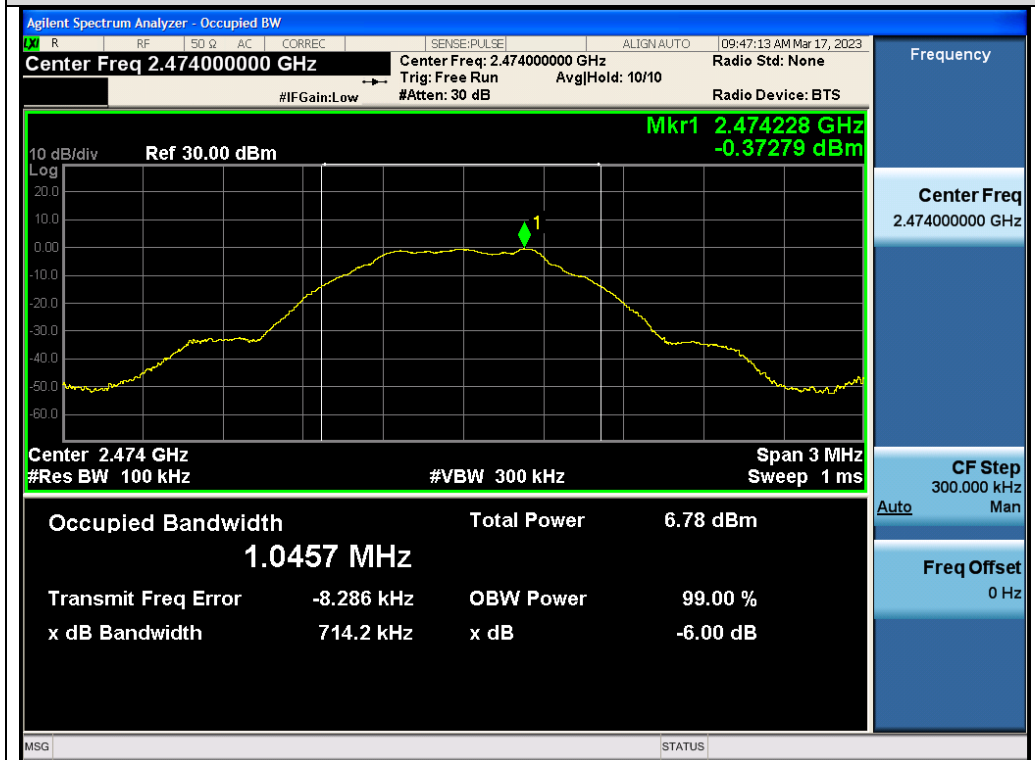 Agilent Spectrum Analyzer - Occupied BW
LXI R RF 50 Ω AC CORREC SENSE:PULSE ALIGN AUTO 09:47:13 AM Mar 17, 2023
Center Freq 2.474000000 GHz
Center Freq: 2.474000000 GHz Radio Std: None
Trig: Free Run Avg|Hold: 10/10
#IFGain:Low #Atten: 30 dB Radio Device: BTS
Mkr1 2.474228 GHz
-0.37279 dBm
10 dB/div Ref 30.00 dBm
Log
20.0
10.0
0.00
-10.0
-20.0
-30.0
-40.0
-50.0
-60.0
1
Center 2.474 GHz Span 3 MHz
#Res BW 100 kHz #VBW 300 kHz Sweep 1 ms
Occupied Bandwidth Total Power 6.78 dBm
1.0457 MHz
Transmit Freq Error -8.286 kHz OBW Power 99.00 %
x dB Bandwidth 714.2 kHz x dB -6.00 dB
Frequency
Center Freq
2.474000000 GHz
CF Step
300.000 kHz
Auto Man
Freq Offset
0 Hz
MSG STATUS